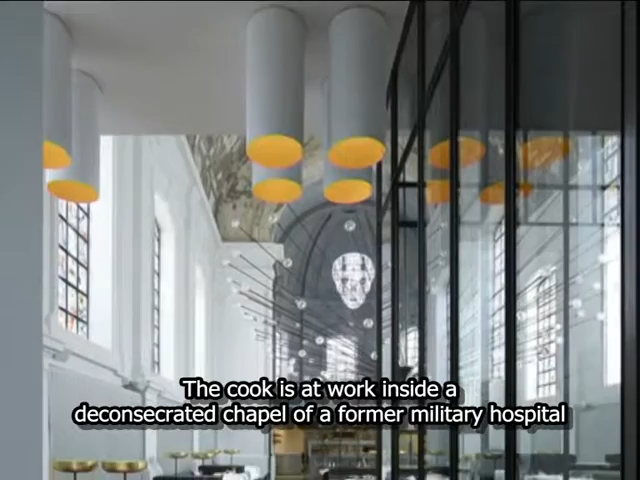 The cook is at work inside a
deconsecrated chapel of a former military hospital